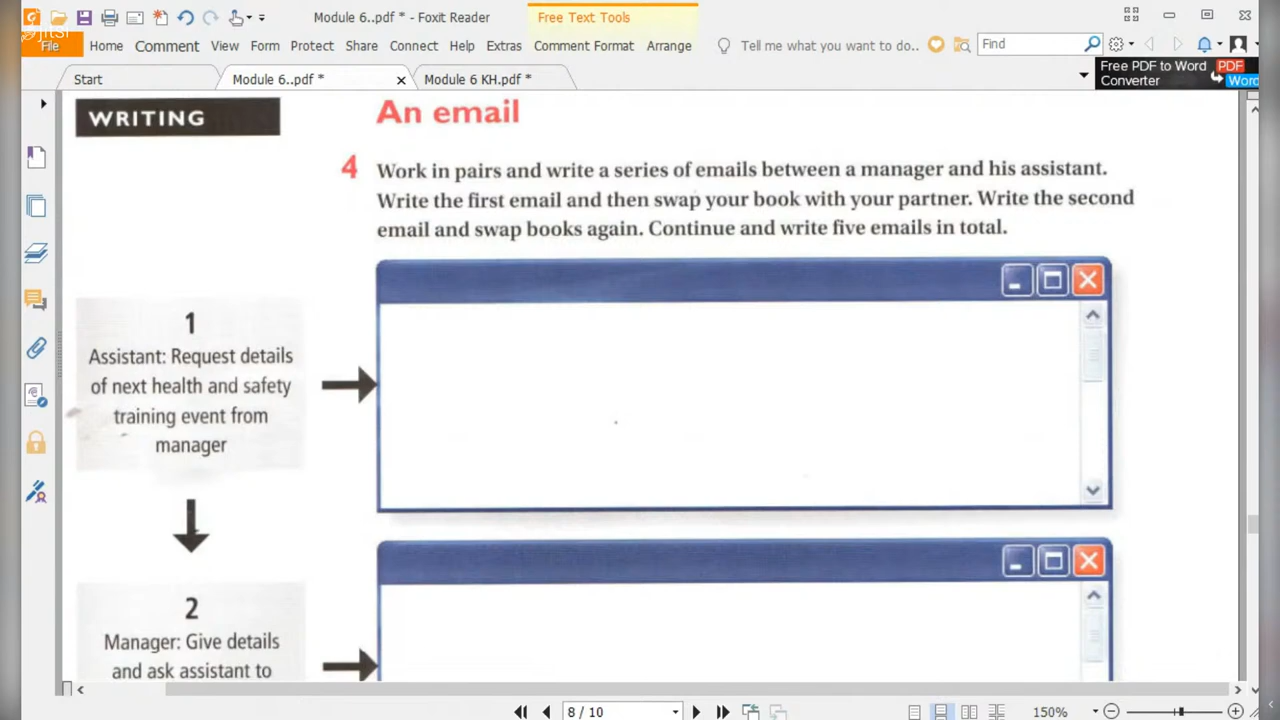 Module 6..pdf * - Foxit Reader
Free Text Tools
jitsi
File
Home
Comment
View
Form
Protect
Share
Connect
Help
Extras
Comment Format
Arrange
Tell me what you want to do..
Find
Start
Module 6..pdf *
Module 6 KH.pdf *
Free PDF to Word
Converter
PDF
Word
WRITING
An email
4 Work in pairs and write a series of emails between a manager and his assistant.
Write the first email and then swap your book with your partner. Write the second
email and swap books again. Continue and write five emails in total.
1
Assistant: Request details
of next health and safety
training event from
manager
2
Manager: Give details
and ask assistant to
8 / 10
150%